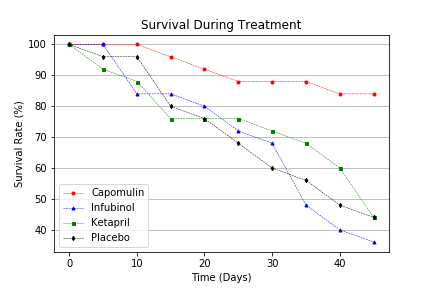 Survival During Treatment
Survival Rate (%)
100
90
80
70
60
50
40
Capomulin
Infubinol
Ketapril
Placebo
0
10
20
30
40
Time (Days)